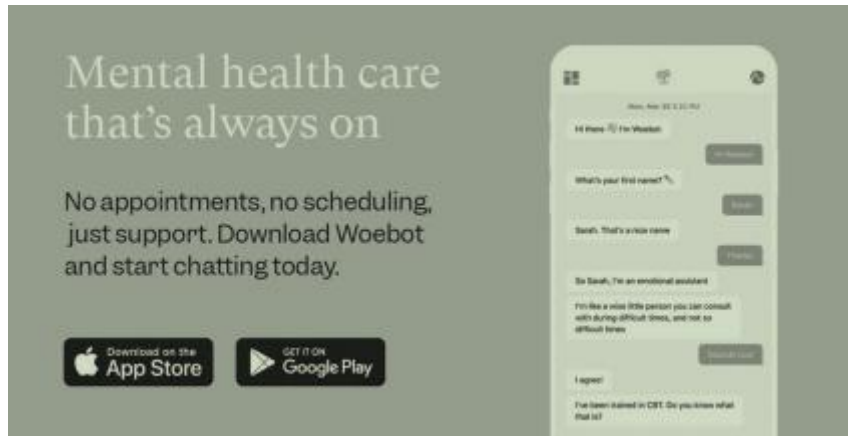 Mental health care
that's always on
No appointments, no scheduling,
just support. Download Woebot
and start chatting today.
Download on the
App Store
GET IT ON
Google Play
Hi there I'm Woebot
What's your first name?
Sarah. That's a nice name
So Sarah, I'm an emotional assistant
I'm like a wise little person you can consult
with during difficult times, and not so
difficult times
I agree!
I've been trained in CBT. Do you know what
that is?